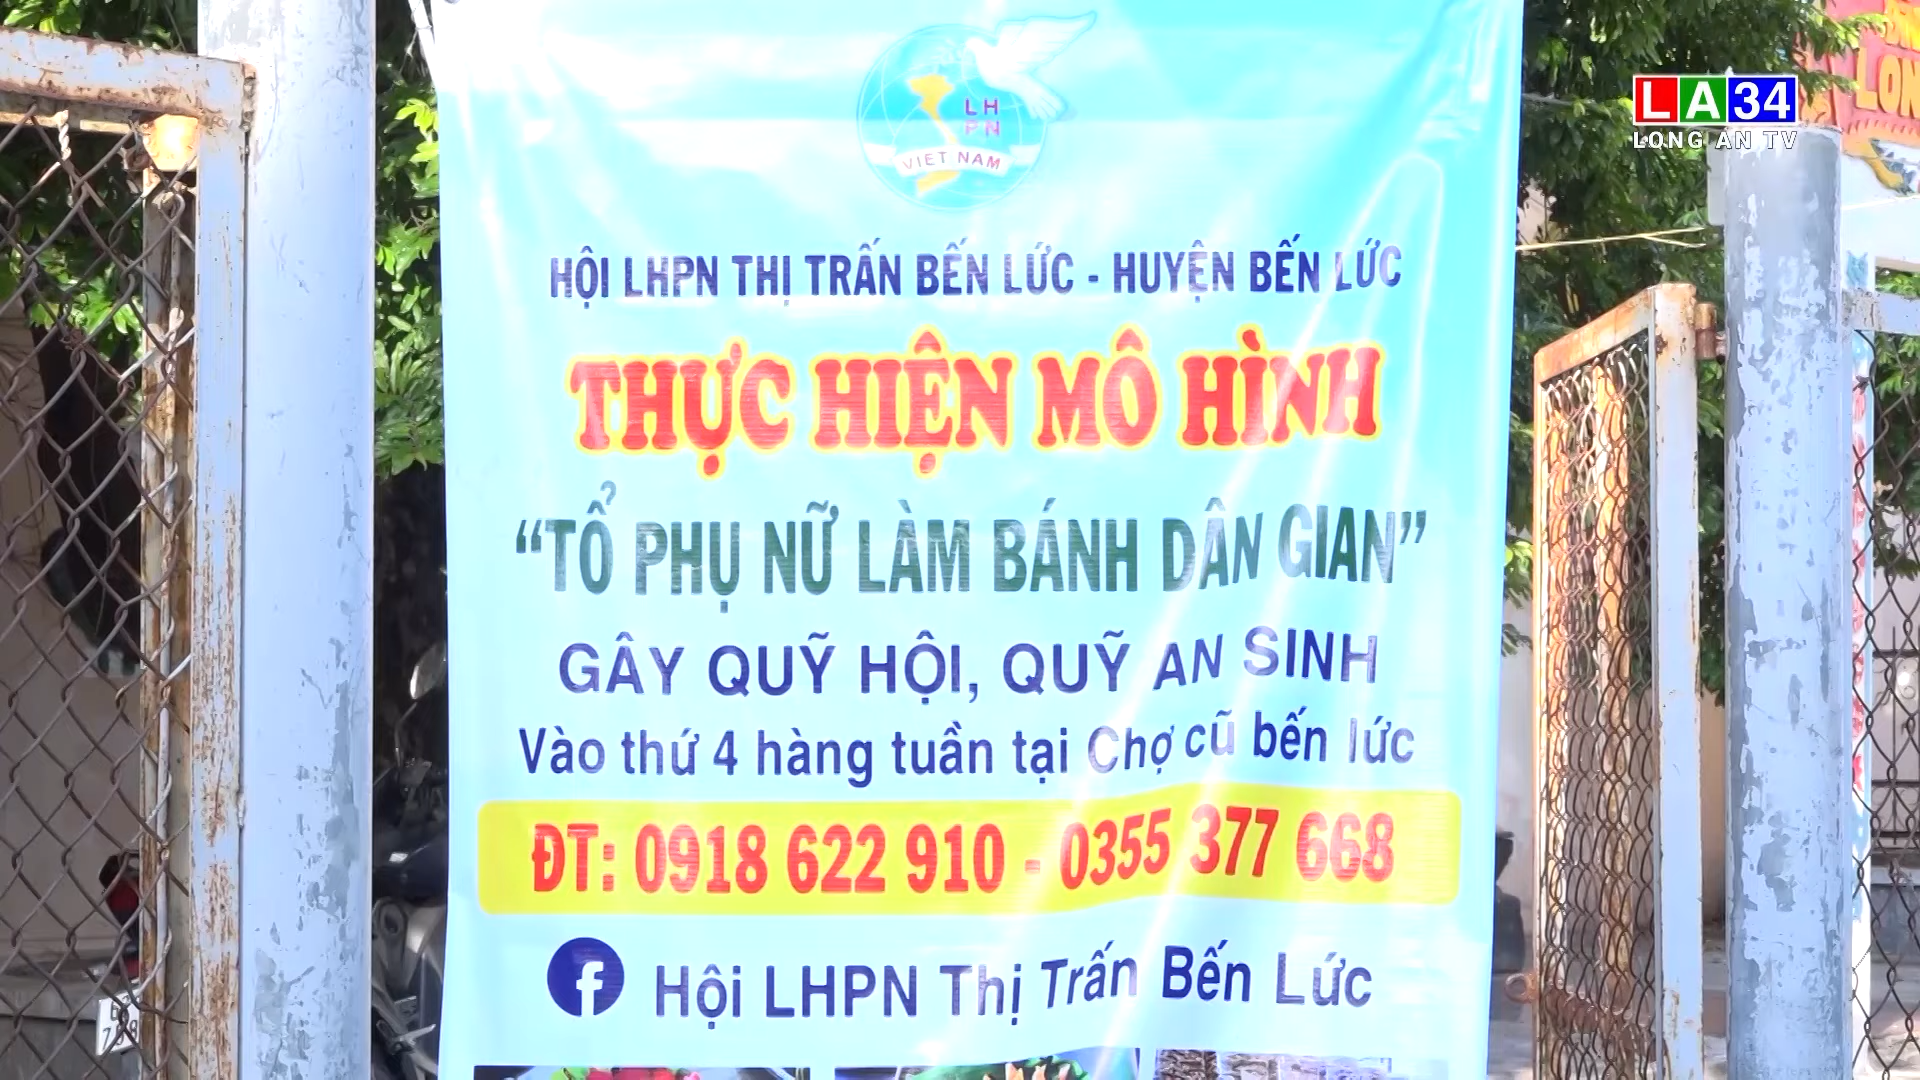 LA34
LONG AN TV
LON
LH
PN
VIET NAM
HỘI LHPN THỊ TRẤN BẾN LỨC - HUYỆN BẾN LỨC
THỰC HIỆN MÔ HÌNH
“TỔ PHỤ NỮ LÀM BÁNH DÂN GIAN”
GÂY QUỸ HỘI, QUỸ AN SINH
Vào thứ 4 hàng tuần tại Chợ cũ bến lức
ĐT: 0918 622 910 - 0355 377 668
Hội LHPN Thị Trấn Bến Lức